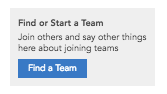 Find or Start a Team
Join others and say other things
here about joining teams
Find a Team